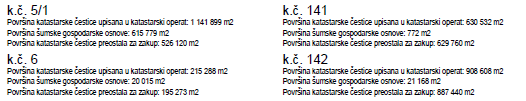 k.č. 5/1
Površina katastarske čestice upisana u katastarski operat: 1 141 899 m2
Površina šumske gospodarske osnove: 615 779 m2
Površina katastarske čestice preostala za zakup: 526 120 m2
k.č. 6
Površina katastarske čestice upisana u katastarski operat: 215 288 m2
Površina šumske gospodarske osnove: 20 015 m2
Površina katastarske čestice preostala za zakup: 195 273 m2
k.č. 141
Površina katastarske čestice upisana u katastarski operat: 630 532 m2
Površina šumske gospodarske osnove: 772 m2
Površina katastarske čestice preostala za zakup: 629 760 m2
k.č. 142
Površina katastarske čestice upisana u katastarski operat: 908 608 m2
Površina šumske gospodarske osnove: 21 168 m2
Površina katastarske čestice preostala za zakup: 887 440 m2